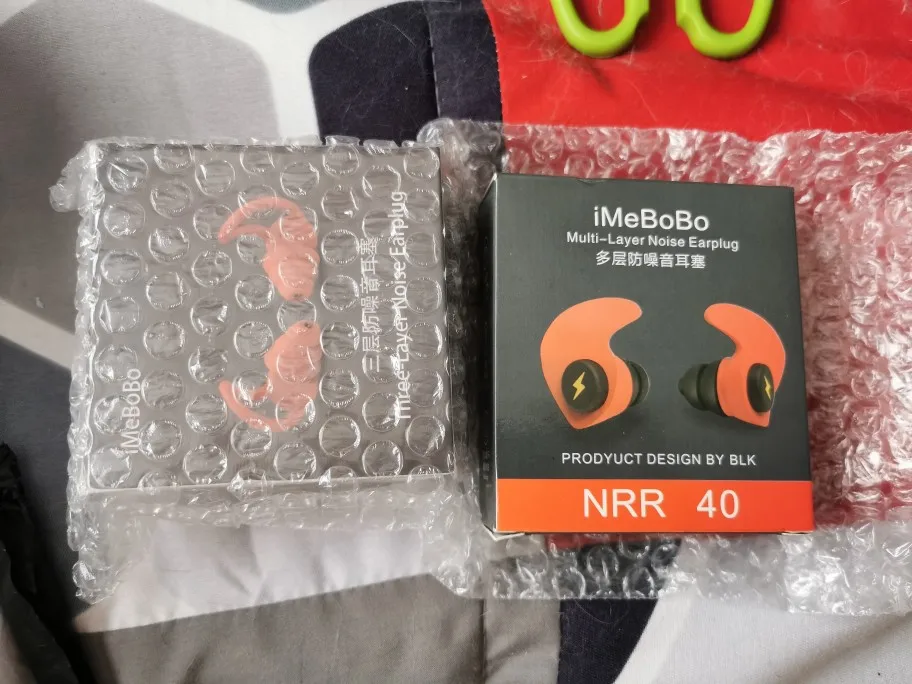 iMeBoBo
三层防噪音耳塞
Three-Layer Noise Earplug
iMeBoBo
Multi-Layer Noise Earplug
多层防噪音耳塞
PRODYUCT DESIGN BY BLK
NRR 40